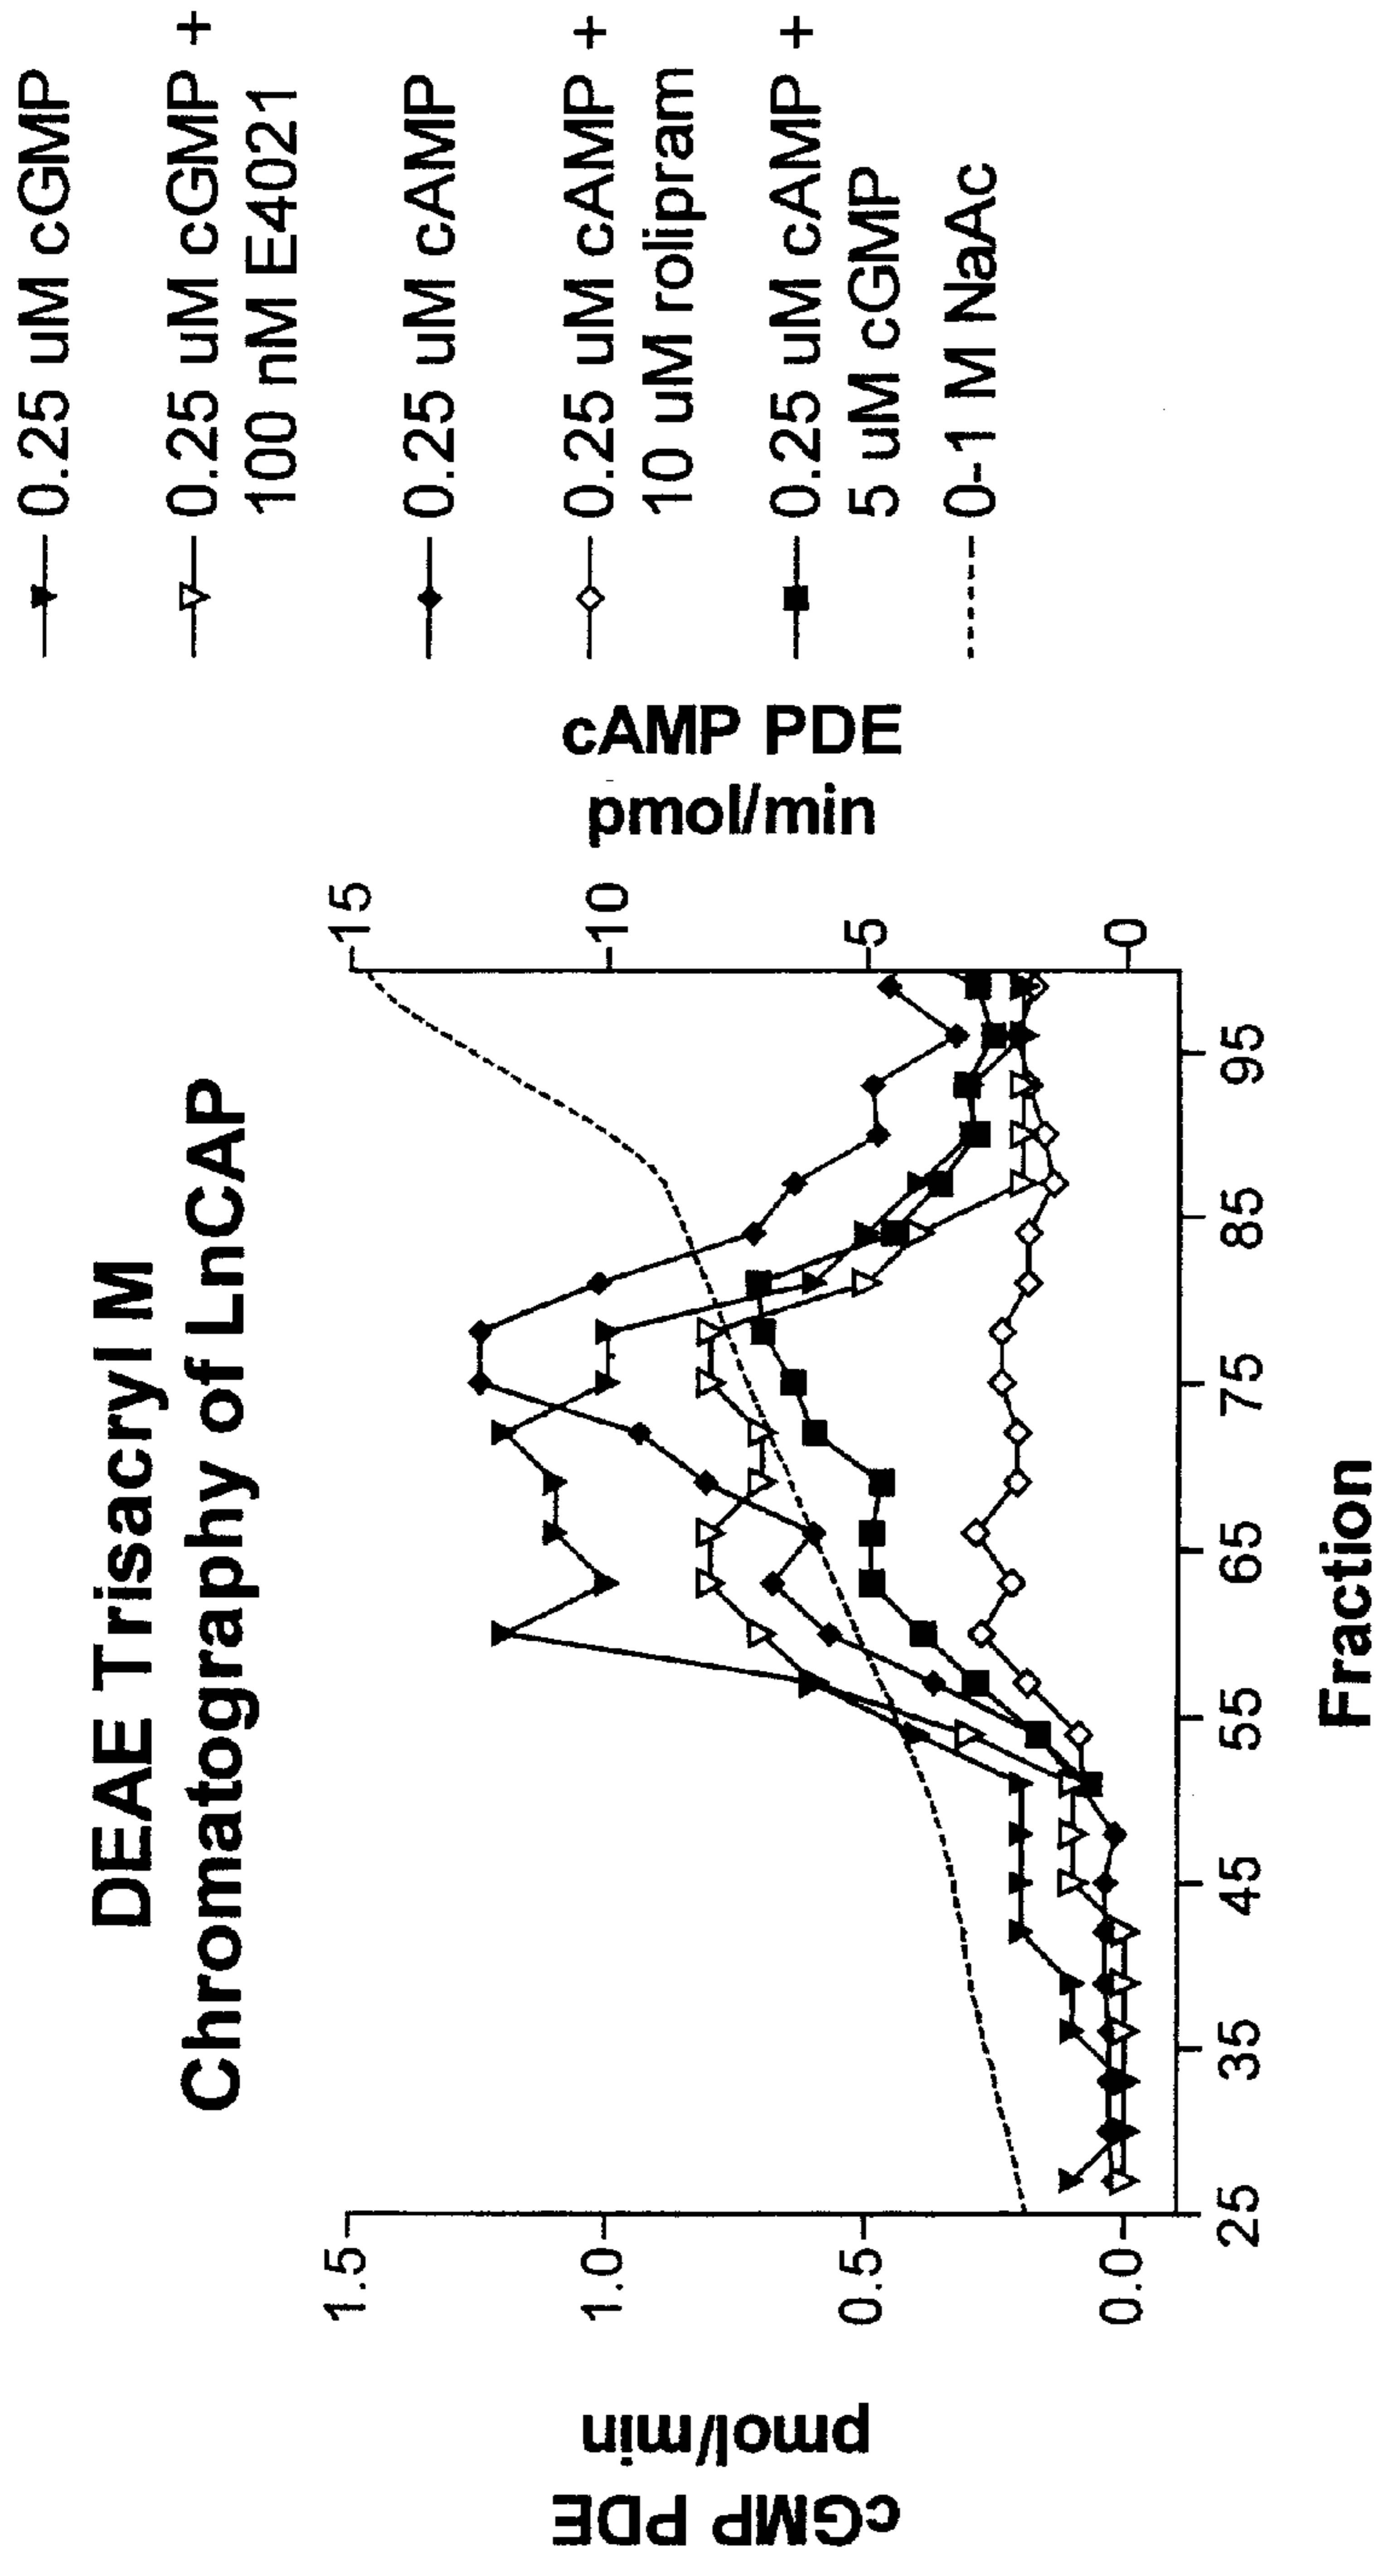 DEAE Trisacryl M
Chromatography of LnCAP
cGMP PDE
pmol/min
1.5
1.0
0.5
0.0
25
35
45
55
65
75
85
95
Fraction
15
10
5
0
cAMP PDE
pmol/min
0.25 uM cGMP
0.25 uM cGMP +
100 nM E4021
0.25 uM cAMP
0.25 uM cAMP +
10 uM rolipram
0.25 uM cAMP +
5 uM cGMP
0-1 M NaAc